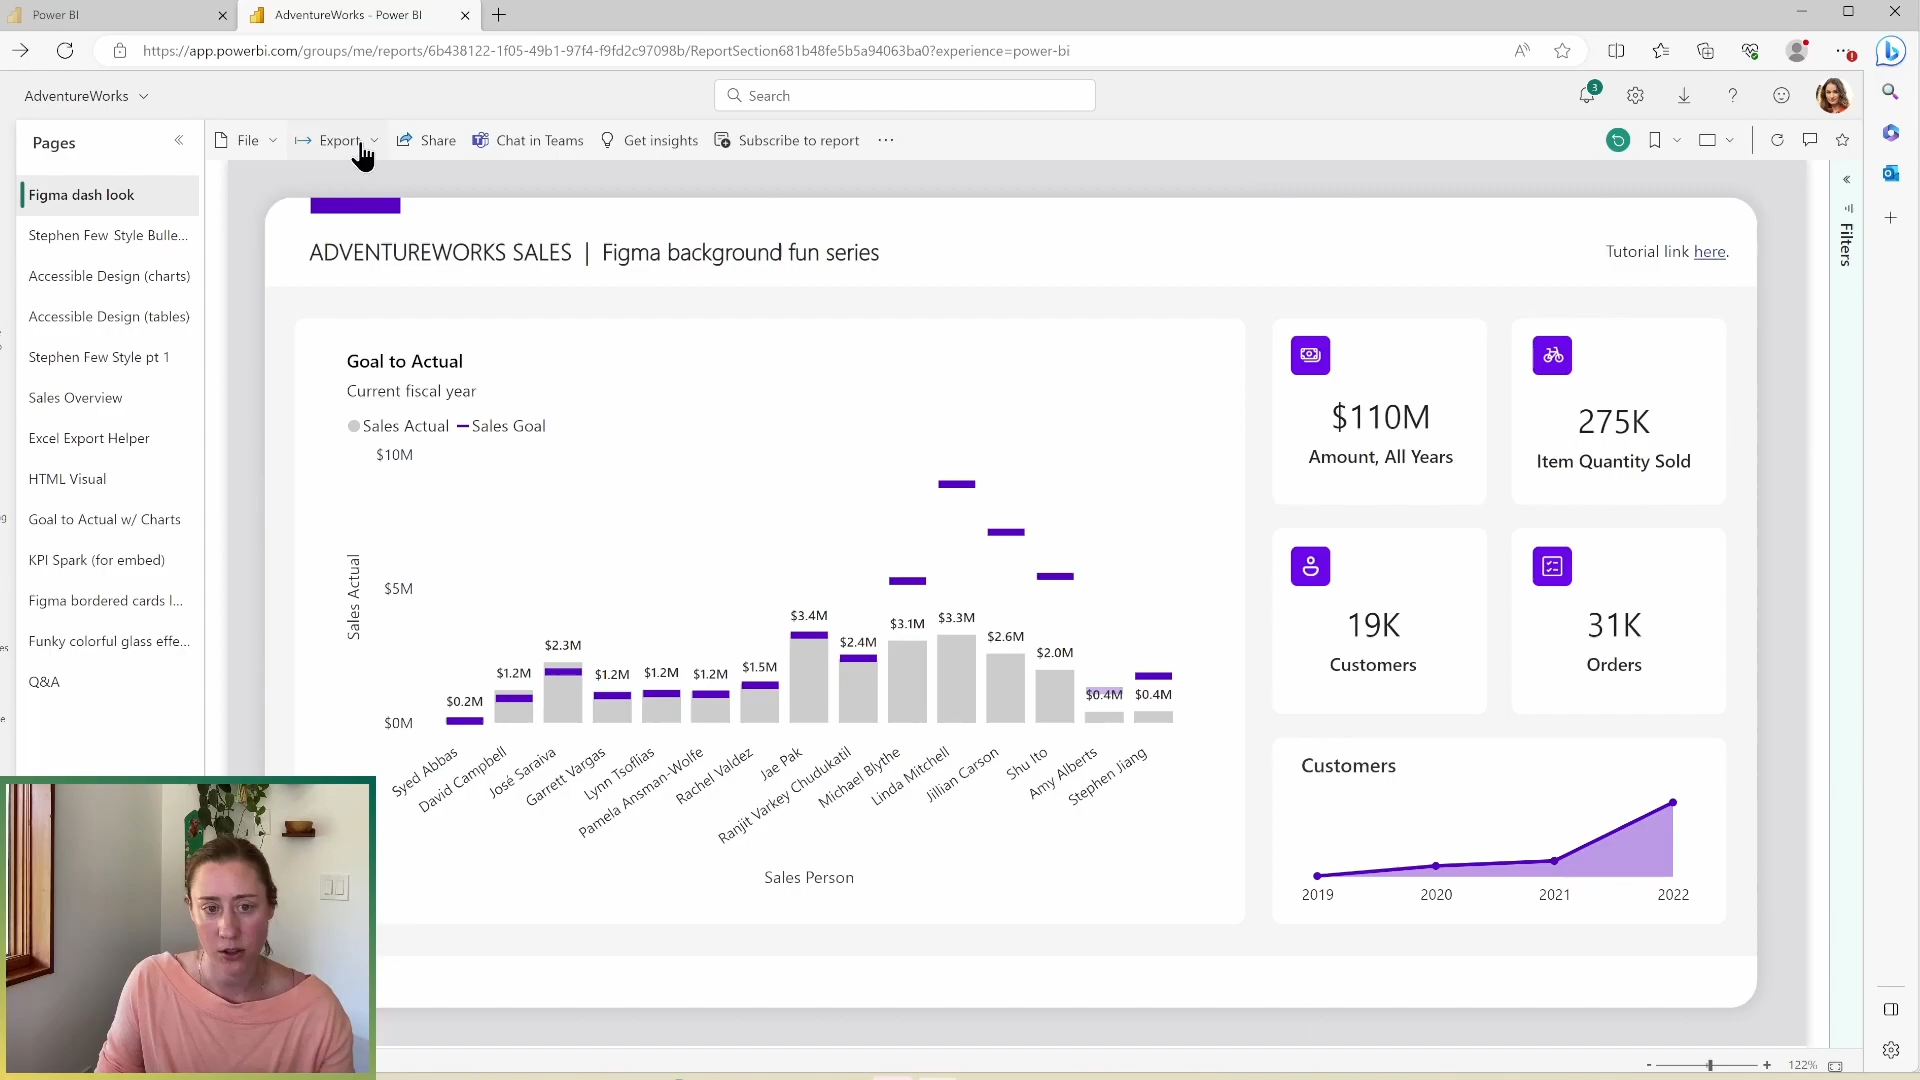 Power BI
AdventureWorks - Power BI
https://app.powerbi.com/groups/me/reports/6b438122-1f05-49b1-97f4-f9fd2c97098b/ReportSection681b48fe5b5a94063ba0?experience=power-bi
AdventureWorks
Search
3
Pages
File
Export
Share
Chat in Teams
Get insights
Subscribe to report
Figma dash look
Stephen Few Style Bulle...
Accessible Design (charts)
Accessible Design (tables)
Stephen Few Style pt 1
Sales Overview
Excel Export Helper
HTML Visual
Goal to Actual w/ Charts
KPI Spark (for embed)
Figma bordered cards l...
Funky colorful glass effe...
Q&A
ADVENTUREWORKS SALES | Figma background fun series
Tutorial link here.
Filters
Goal to Actual
Current fiscal year
Sales Actual
Sales Goal
$10M
$5M
$0M
Sales Actual
$0.2M
$1.2M
$2.3M
$1.2M
$1.2M
$1.2M
$1.5M
$3.4M
$2.4M
$3.1M
$3.3M
$2.6M
$2.0M
$0.4M
$0.4M
Syed Abbas
David Campbell
José Saraiva
Garrett Vargas
Lynn Tsoflias
Pamela Ansman-Wolfe
Rachel Valdez
Jae Pak
Ranjit Varkey Chudukatil
Michael Blythe
Linda Mitchell
Jillian Carson
Shu Ito
Amy Alberts
Stephen Jiang
Sales Person
$110M
Amount, All Years
275K
Item Quantity Sold
19K
Customers
31K
Orders
Customers
2019
2020
2021
2022
122%